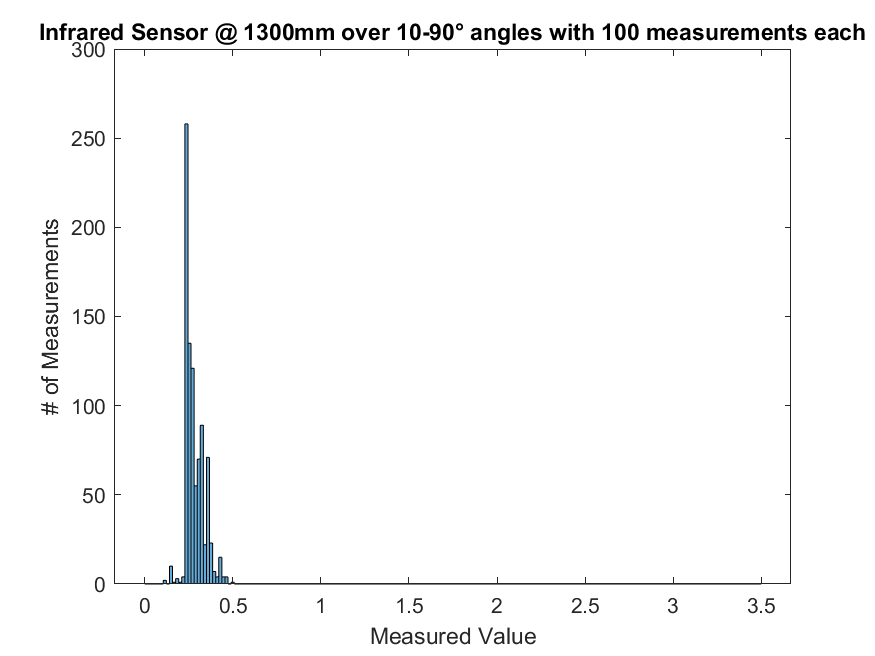 Infrared Sensor @ 1300mm over 10-90° angles with 100 measurements each
300
250
200
150
100
50
0
# of Measurements
0 0.5 1 1.5 2 2.5 3 3.5
Measured Value